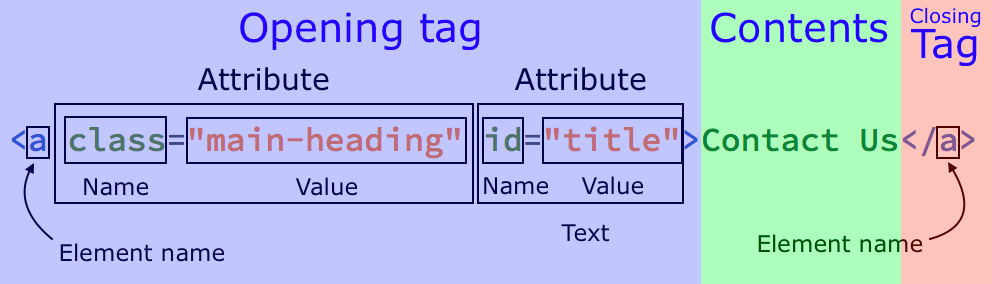 Opening tag
Contents
Closing
Tag
Attribute
Attribute
<a class="main-heading" id="title">Contact Us</a>
Name
Value
Name
Value
Text
Element name
Element name